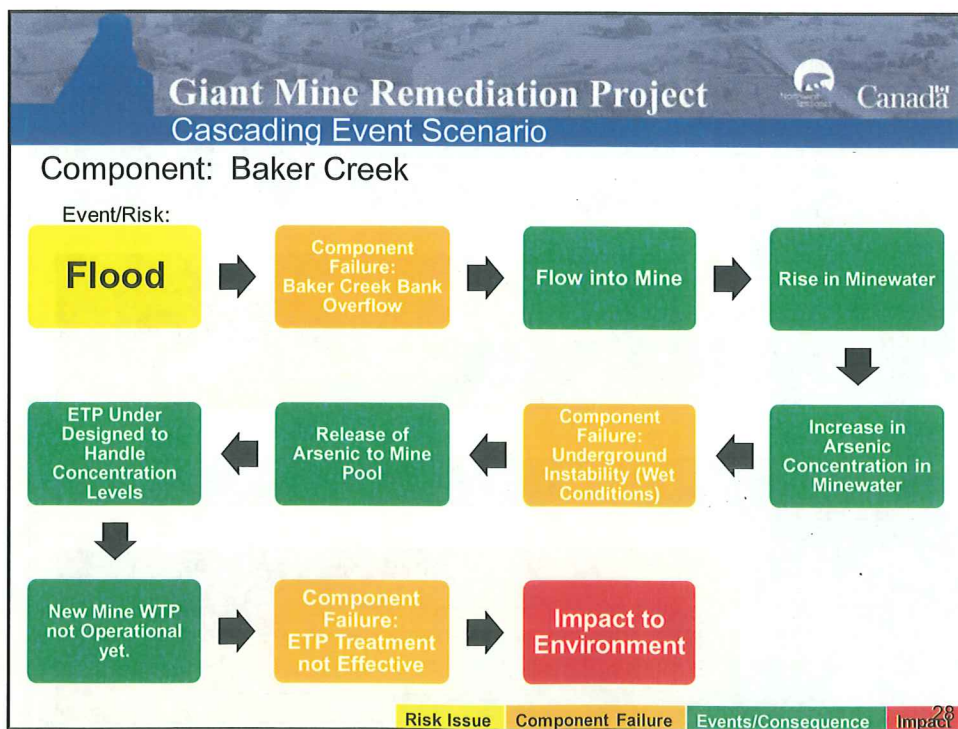 Giant Mine Remediation Project
Northwest Territories
Canada
Cascading Event Scenario
Component: Baker Creek
Event/Risk:
Flood
Component
Failure:
Baker Creek Bank
Overflow
Flow into Mine
Rise in Minewater
ETP Under
Designed to
Handle
Concentration
Levels
Release of
Arsenic to Mine
Pool
Component
Failure:
Underground
Instability (Wet
Conditions)
Increase in
Arsenic
Concentration in
Minewater
New Mine WTP
not Operational
yet.
Component
Failure:
ETP Treatment
not Effective
Impact to
Environment
Risk Issue
Component Failure
Events/Consequence
Impact
28